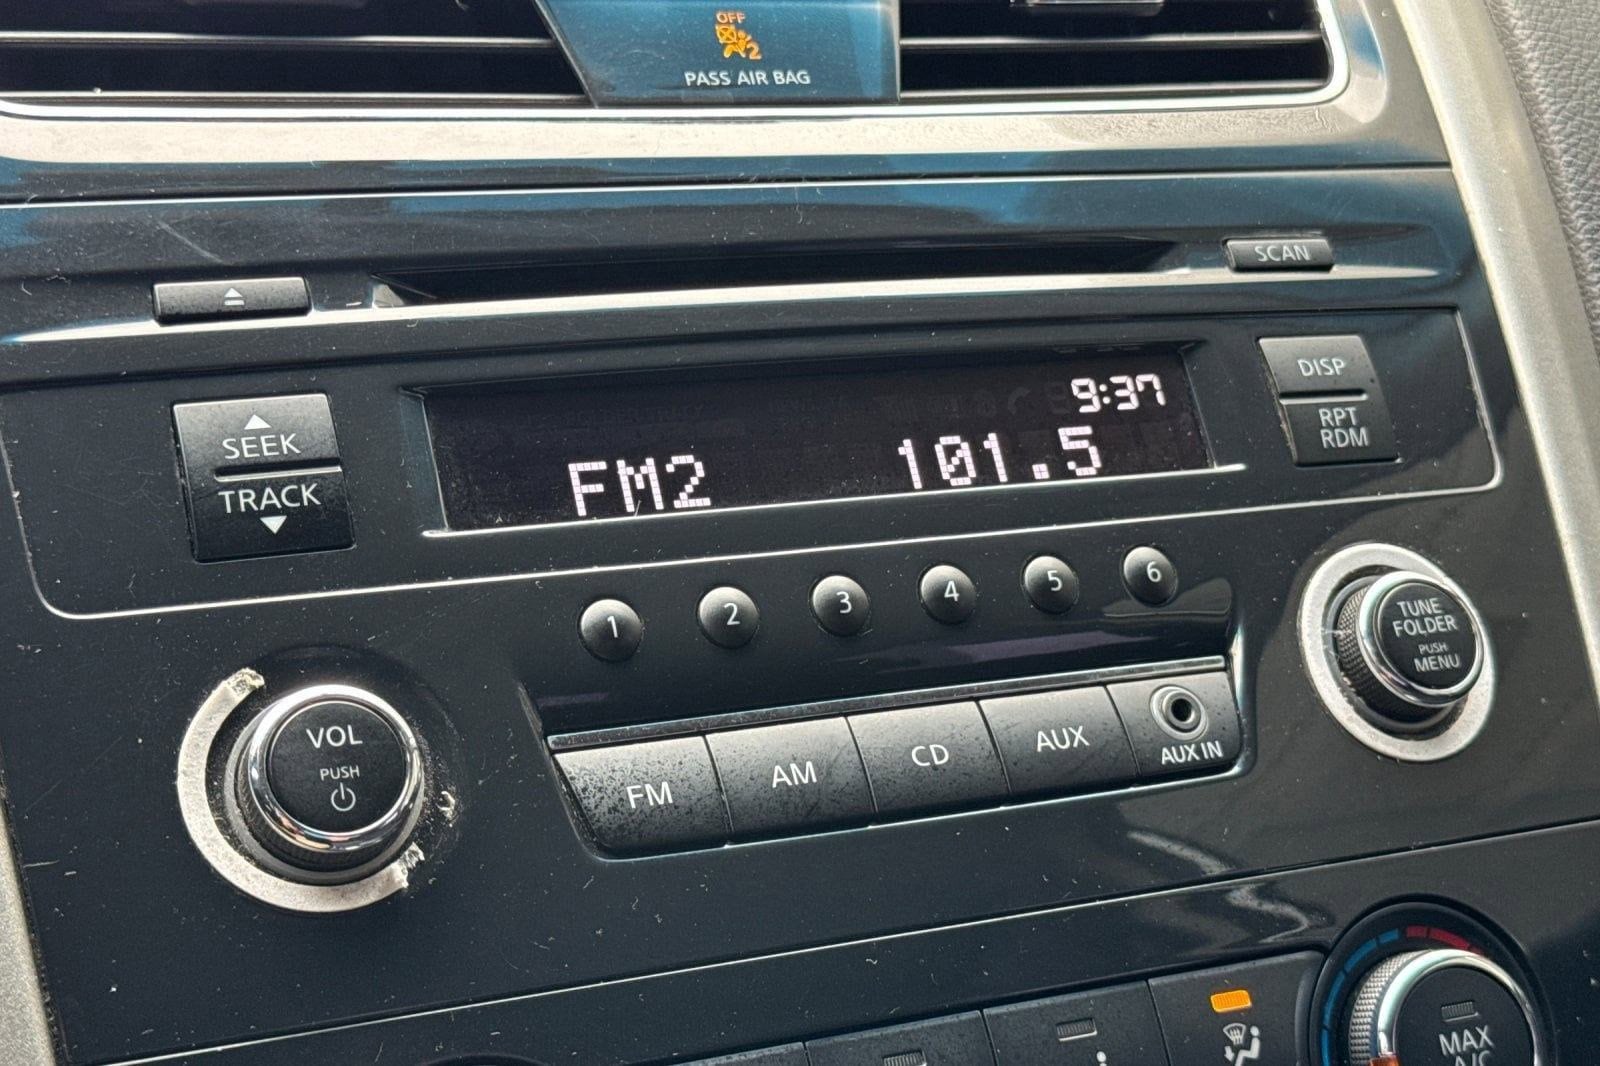 OFF
2
PASS AIR BAG
SCAN
SEEK
TRACK
9:37
FM2 101.5
DISP
RPT
RDM
1 2 3 4 5 6
VOL
PUSH
FM AM CD AUX AUX IN
TUNE
FOLDER
PUSH
MENU
MAX
A/C